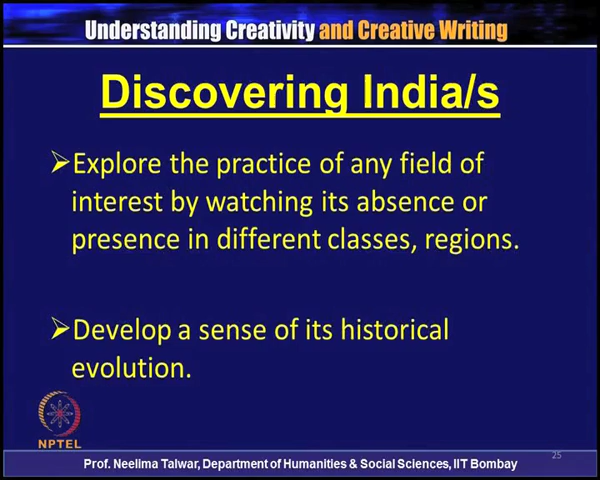 Understanding Creativity and Creative Writing
Discovering India/s
➢Explore the practice of any field of
interest by watching its absence or
presence in different classes, regions.
➢Develop a sense of its historical
evolution.
NPTEL
25
Prof. Neelima Talwar, Department of Humanities & Social Sciences, IIT Bombay